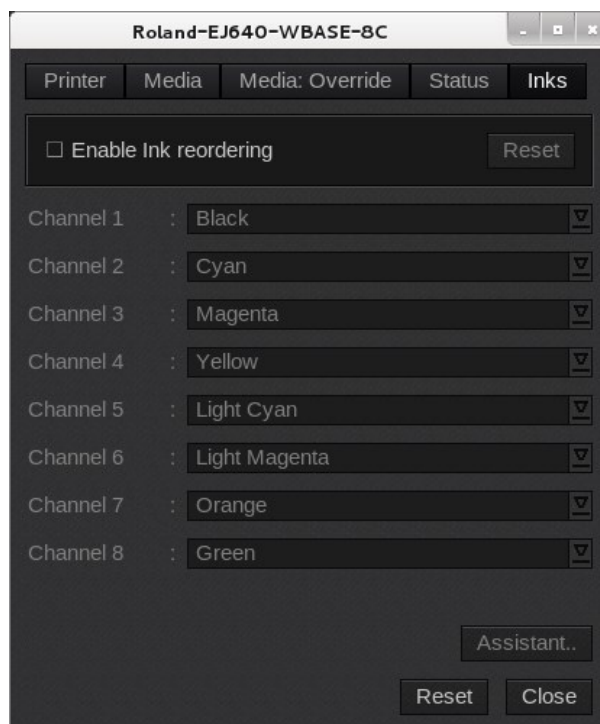 Roland-EJ640-WBASE-8C
Printer Media Media: Override Status Inks
Enable Ink reordering Reset
Channel 1 : Black
Channel 2 : Cyan
Channel 3 : Magenta
Channel 4 : Yellow
Channel 5 : Light Cyan
Channel 6 : Light Magenta
Channel 7 : Orange
Channel 8 : Green
Assistant..
Reset Close